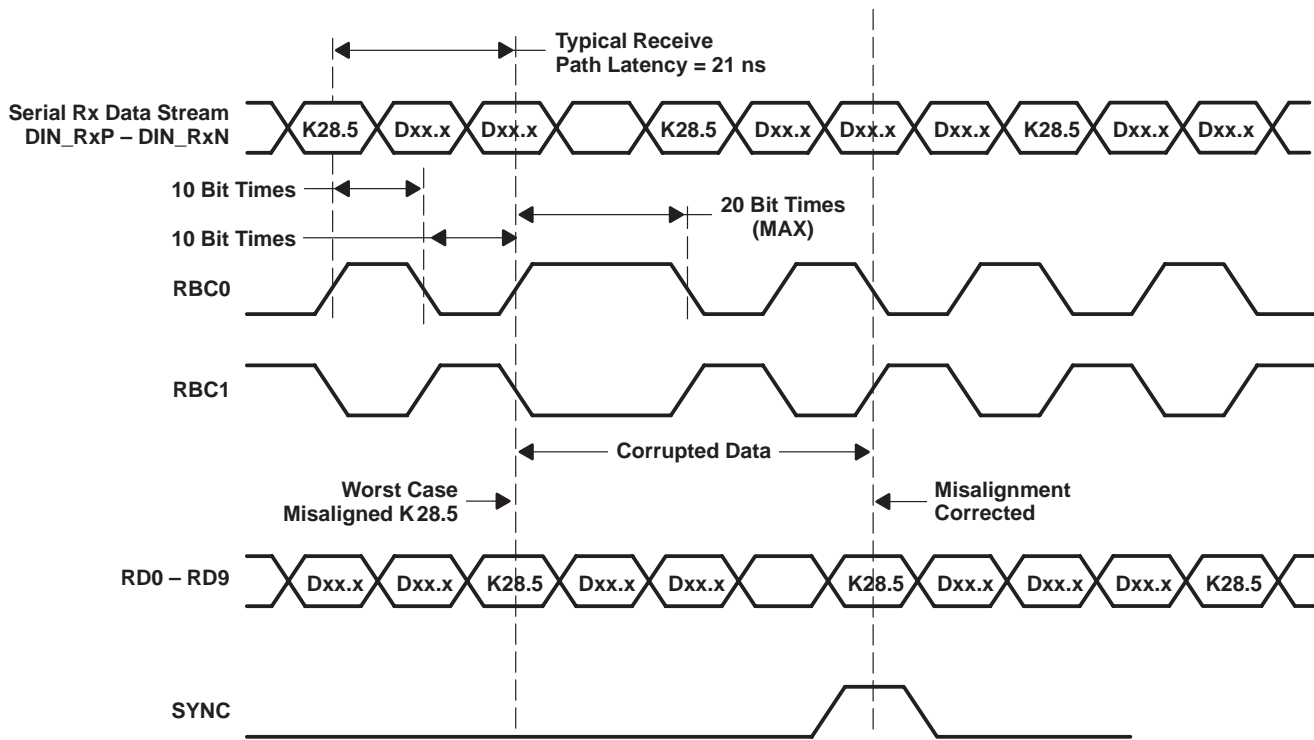 Typical Receive
Path Latency = 21 ns
Serial Rx Data Stream
DIN_RxP – DIN_RxN
K28.5 Dxx.x Dxx.x K28.5 Dxx.x Dxx.x Dxx.x K28.5 Dxx.x Dxx.x
10 Bit Times
20 Bit Times
(MAX)
10 Bit Times
RBC0
RBC1
Corrupted Data
Worst Case
Misaligned K28.5
Misalignment
Corrected
RD0 – RD9
Dxx.x Dxx.x K28.5 Dxx.x Dxx.x K28.5 Dxx.x Dxx.x Dxx.x K28.5
SYNC